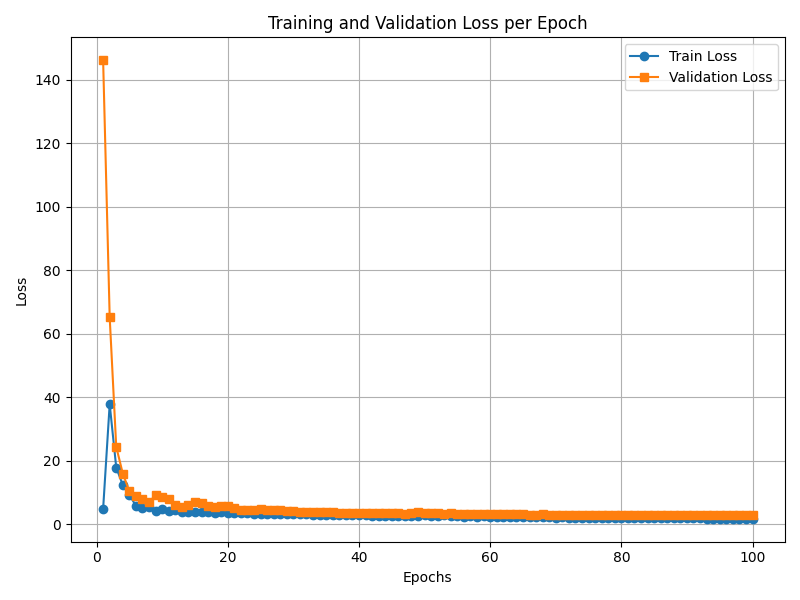 Training and Validation Loss per Epoch
Train Loss
Validation Loss
140
120
100
80
60
40
20
0
Loss
0 20 40 60 80 100
Epochs